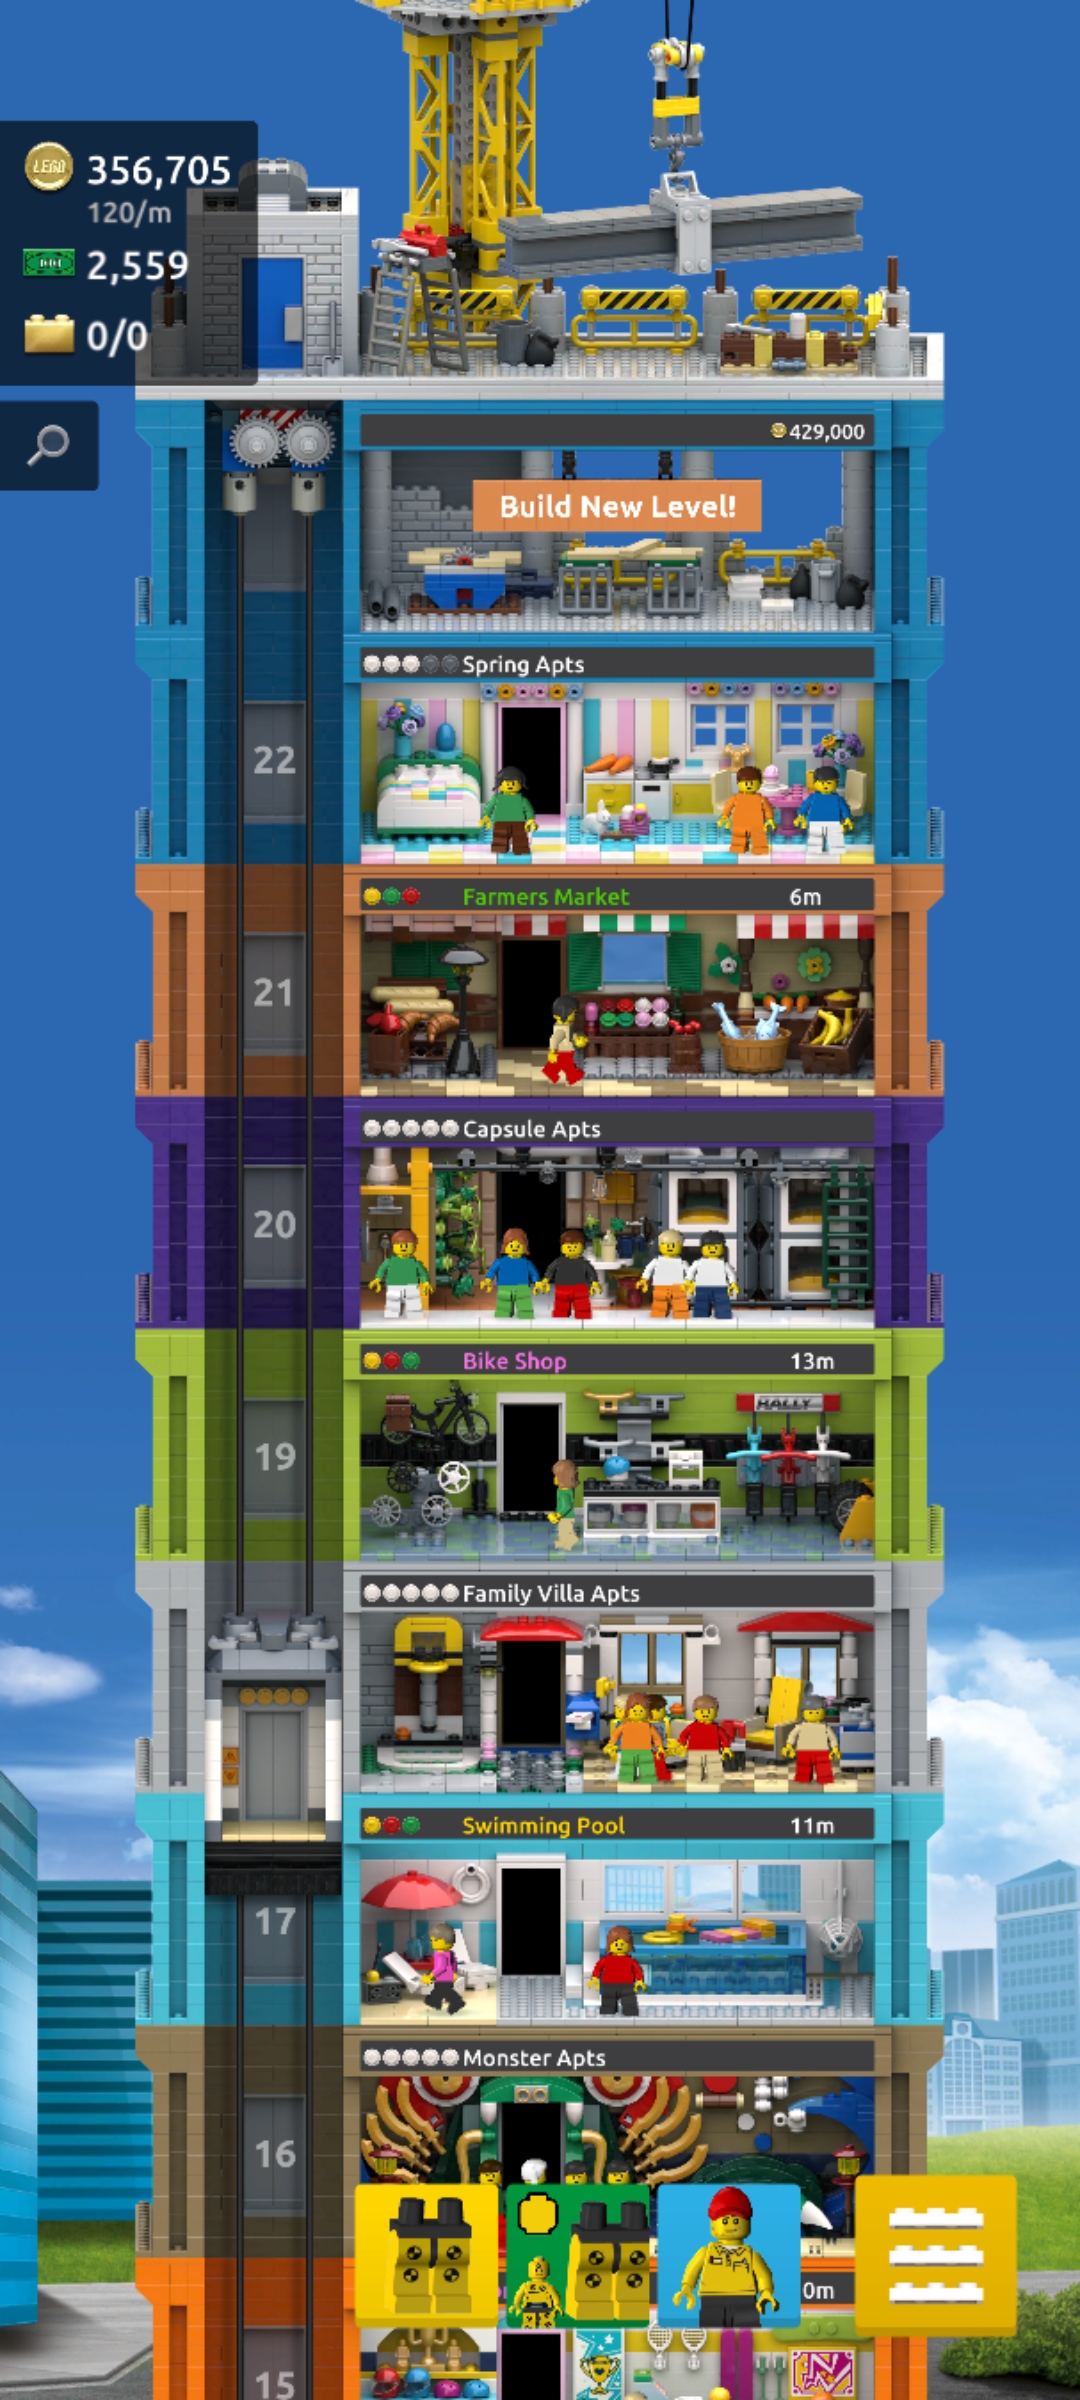 LEGO 356,705
120/m
2,559
0/0
429,000
Build New Level!
Spring Apts
22
Farmers Market 6m
21
Capsule Apts
20
Bike Shop 13m
RALLY
19
Family Villa Apts
Swimming Pool 11m
17
Monster Apts
16
0m
15
N